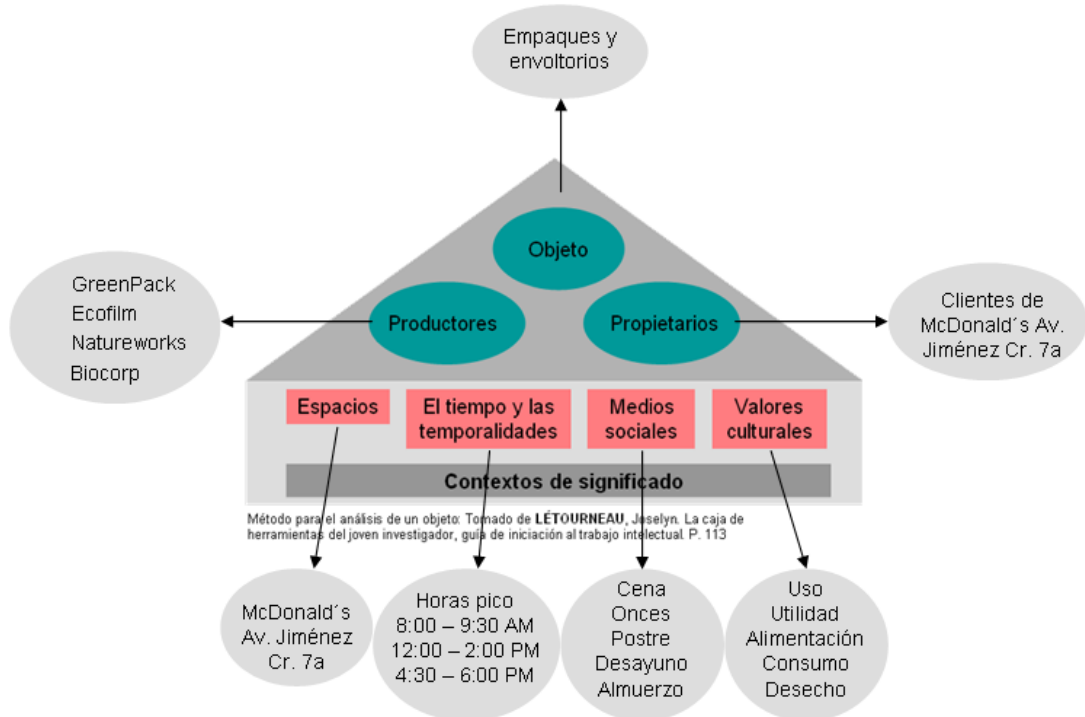 Empaques y
envoltorios
Objeto
GreenPack
Ecofilm
Natureworks
Biocorp
Productores
Propietarios
Clientes de
McDonald´s Av.
Jiménez Cr. 7a
Espacios
El tiempo y las
temporalidades
Medios
sociales
Valores
culturales
Contextos de significado
Método para el análisis de un objeto: Tomado de LÉTOURNEAU, Joselyn. La caja de
herramientas del joven investigador, guía de iniciación al trabajo intelectual. P. 113
McDonald´s
Av. Jiménez
Cr. 7a
Horas pico
8:00 – 9:30 AM
12:00 – 2:00 PM
4:30 – 6:00 PM
Cena
Onces
Postre
Desayuno
Almuerzo
Uso
Utilidad
Alimentación
Consumo
Desecho